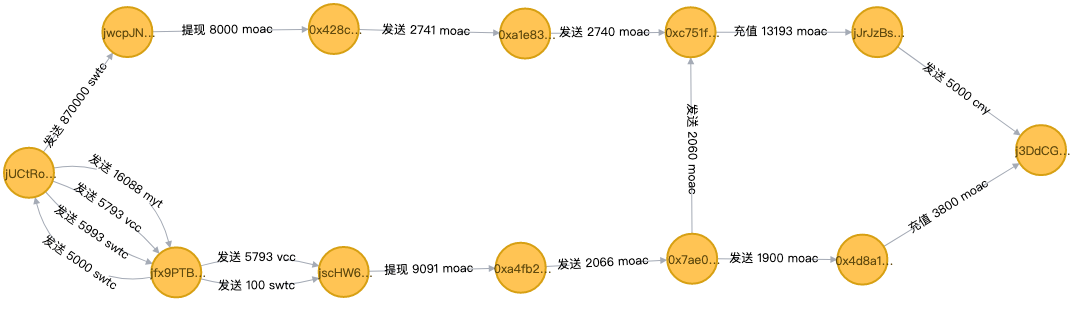 jwcpJN...
提现 8000 moac
0x428c...
发送 2741 moac
0xa1e83...
发送 2740 moac
0xc751f...
充值 13193 moac
jJrJzBs...
发送 870000 swtc
发送 5000 cny
发送 2060 moac
j3DdCG...
jUCtRo...
发送 16088 myt
发送 5793 vcc
发送 5993 swtc
发送 5000 swtc
充值 3800 moac
jfx9PTB...
发送 5793 vcc
发送 100 swtc
jscHW6...
提现 9091 moac
0xa4fb2...
发送 2066 moac
0x7ae0...
发送 1900 moac
0x4d8a1...